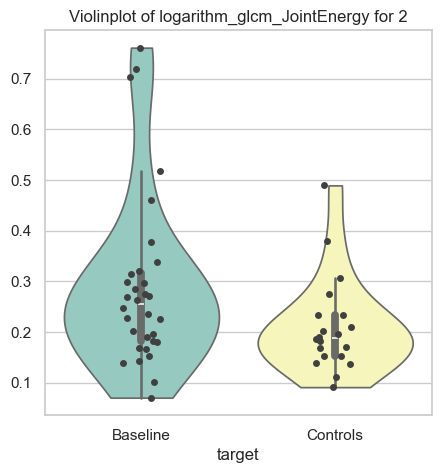 Violinplot of logarithm_glcm_JointEnergy for 2
0.7
0.6
0.5
0.4
0.3
0.2
0.1
Baseline
Controls
target